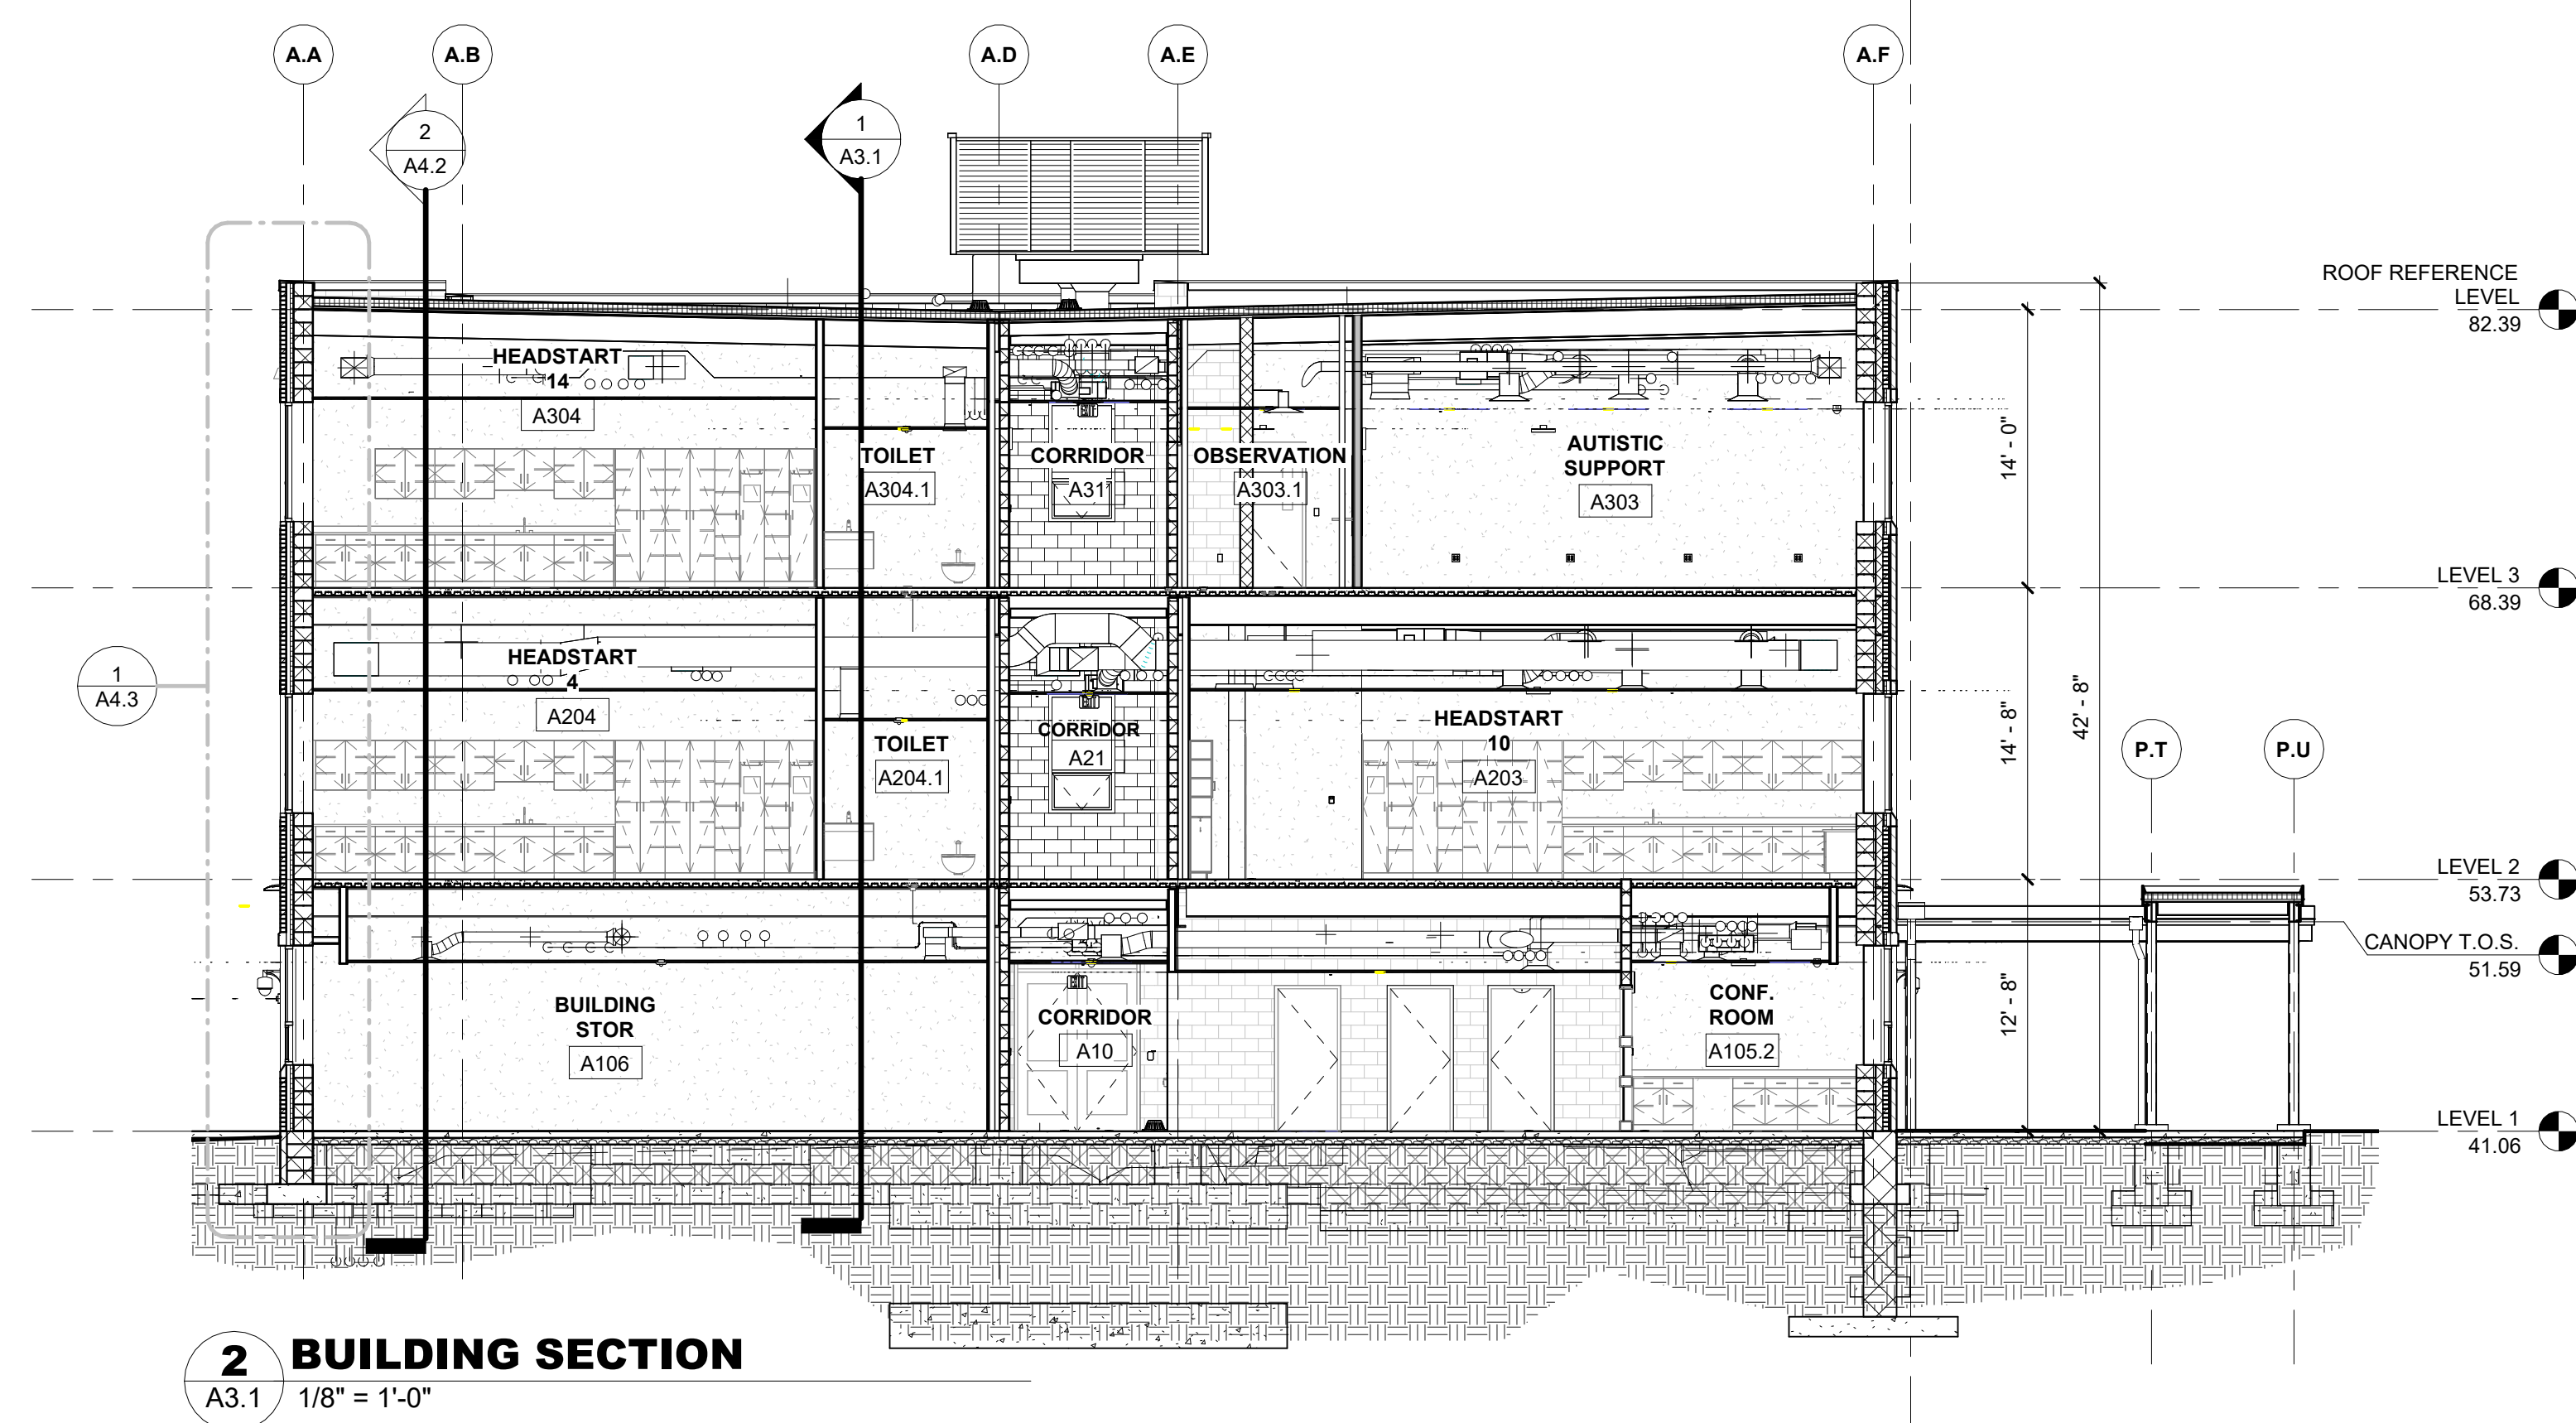 A.A
A.B
A.D
A.E
A.F
2
A4.2
1
A3.1
ROOF REFERENCE
LEVEL
82.39
HEADSTART
14
A304
TOILET
A304.1
CORRIDOR
A31
OBSERVATION
A303.1
AUTISTIC
SUPPORT
A303
14' - 0"
LEVEL 3
68.39
1
A4.3
HEADSTART
4
A204
TOILET
A204.1
CORRIDOR
A21
HEADSTART
10
A203
14' - 8"
42' - 8"
P.T
P.U
LEVEL 2
53.73
CANOPY T.O.S.
51.59
BUILDING
STOR
A106
CORRIDOR
A10
CONF.
ROOM
A105.2
12' - 8"
LEVEL 1
41.06
2
A3.1
BUILDING SECTION
1/8" = 1'-0"